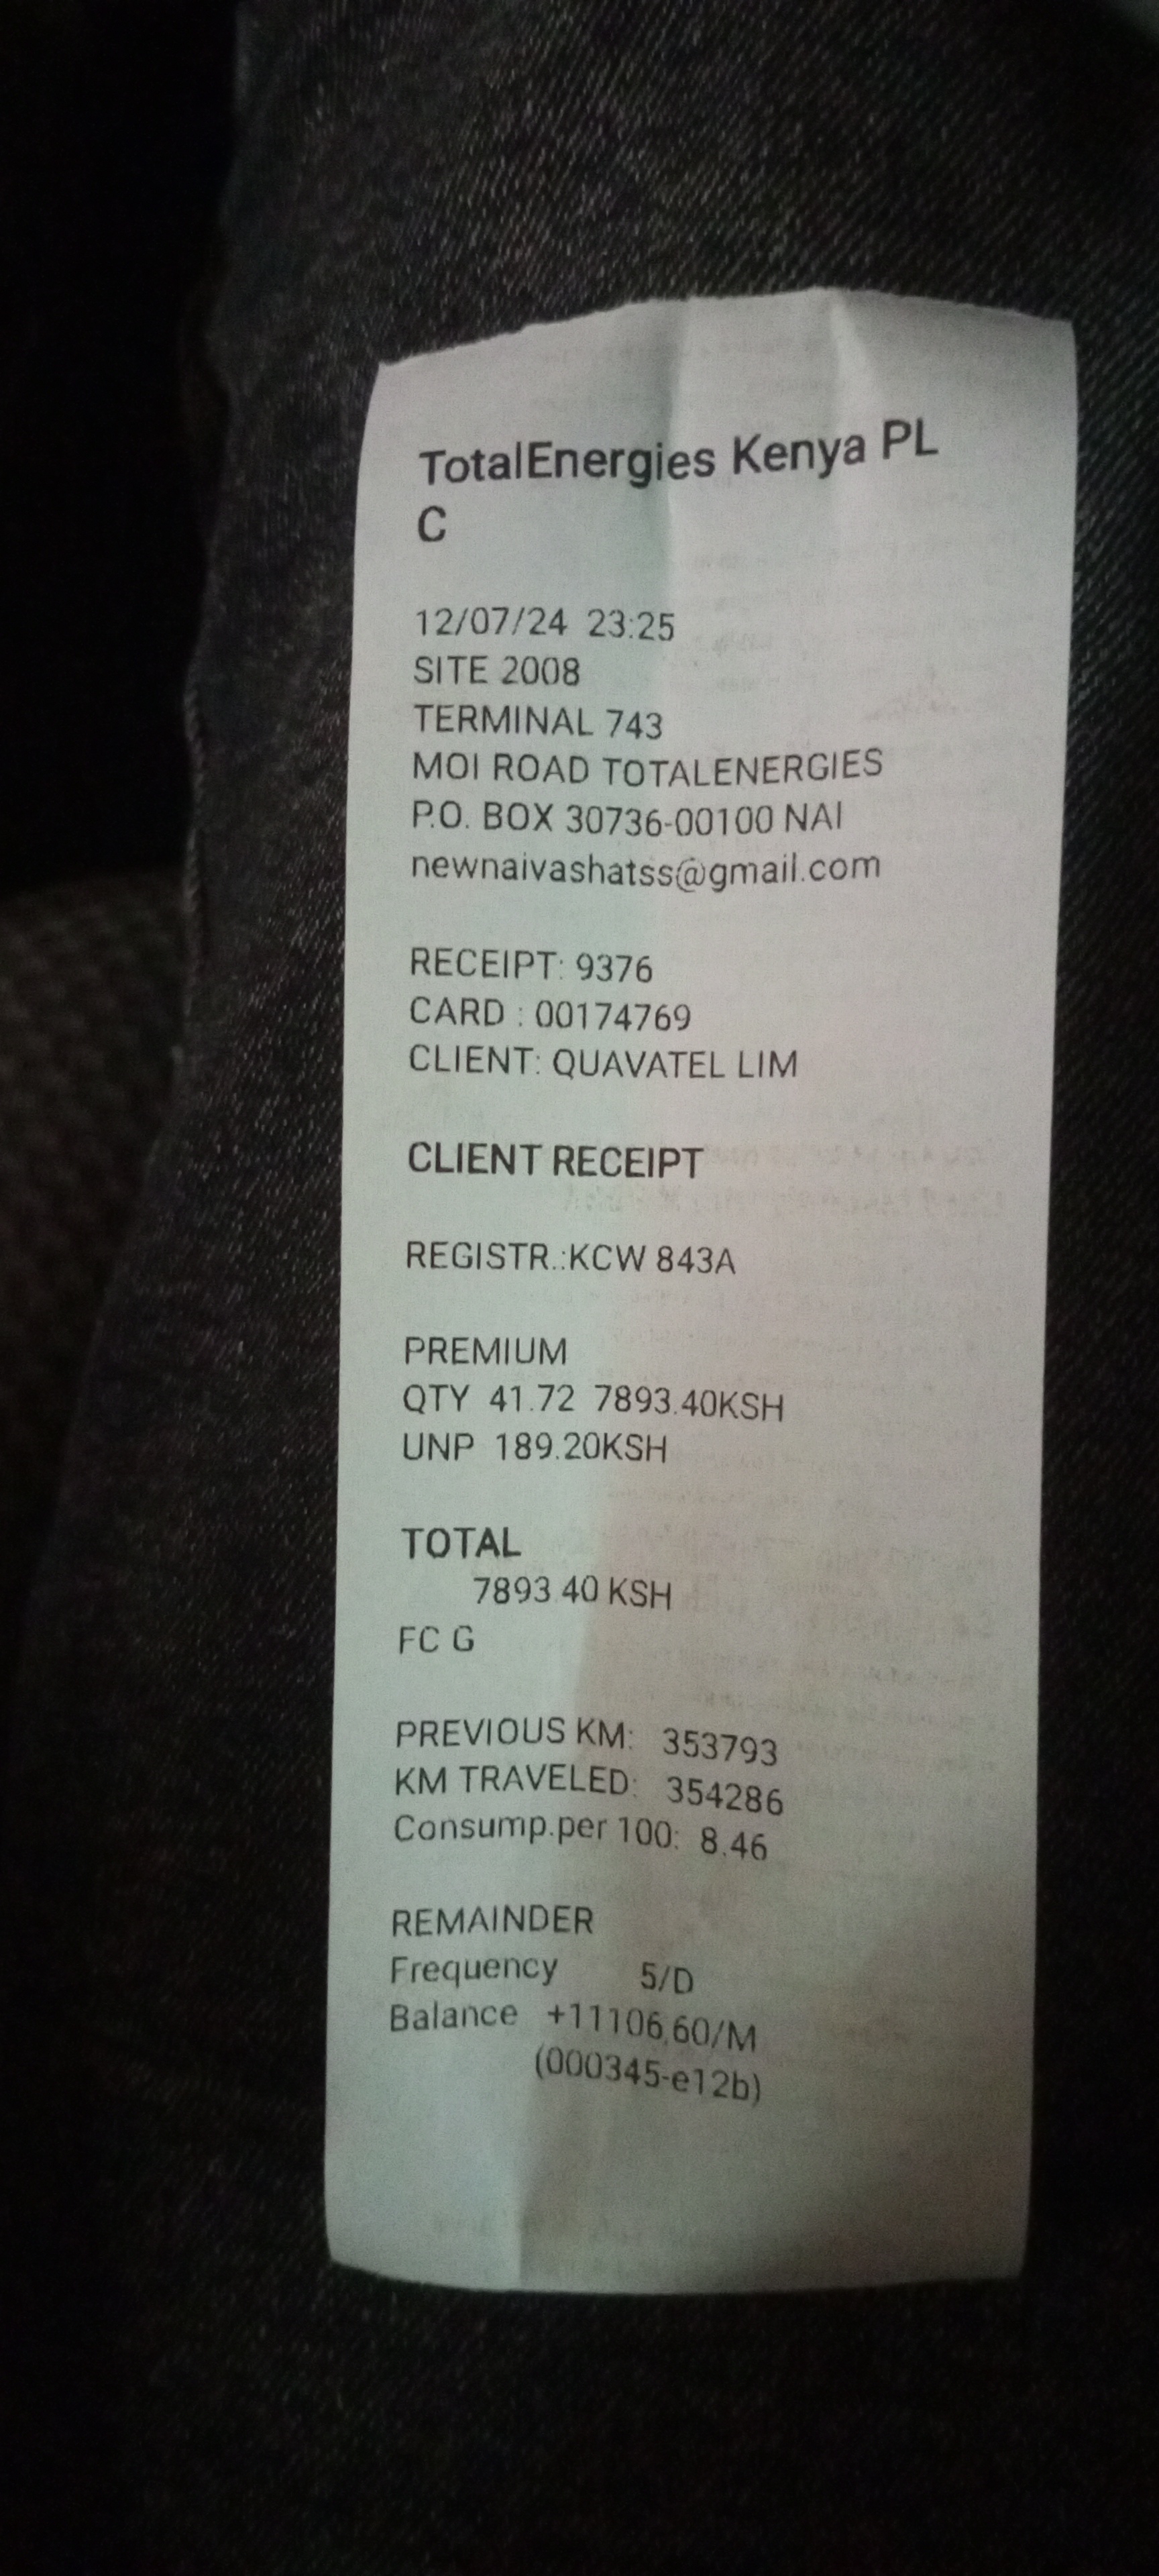 TotalEnergies Kenya PL
C
12/07/24 23:25
SITE 2008
TERMINAL 743
MOI ROAD TOTALENERGIES
P.O. BOX 30736-00100 NAI
newnaivashatss@gmail.com
RECEIPT: 9376
CARD : 00174769
CLIENT: QUAVATEL LIM
CLIENT RECEIPT
REGISTR.:KCW 843A
PREMIUM
QTY 41.72 7893.40KSH
UNP 189.20KSH
TOTAL
7893.40 KSH
FC G
PREVIOUS KM: 353793
KM TRAVELED: 354286
Consump.per 100: 8.46
REMAINDER
Frequency 5/D
Balance +11106.60/M
(000345-e12b)